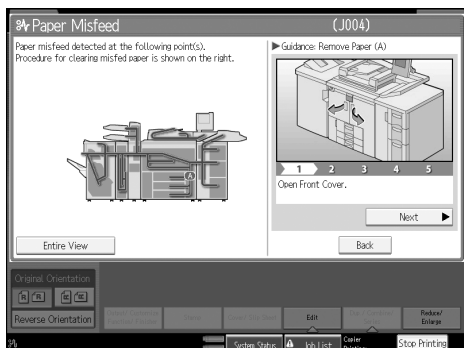 Paper Misfeed
(J004)
Paper misfeed detected at the following point(s).
Procedure for clearing misfed paper is shown on the right.
A
Entire View
▶Guidance: Remove Paper (A)
1 2 3 4 5
Open Front Cover.
Next ▶
Back
Original Orientation
R R
Reverse Orientation
Edit
Reduce/
Enlarge
System Status
Job List
Copier
Stop Printing